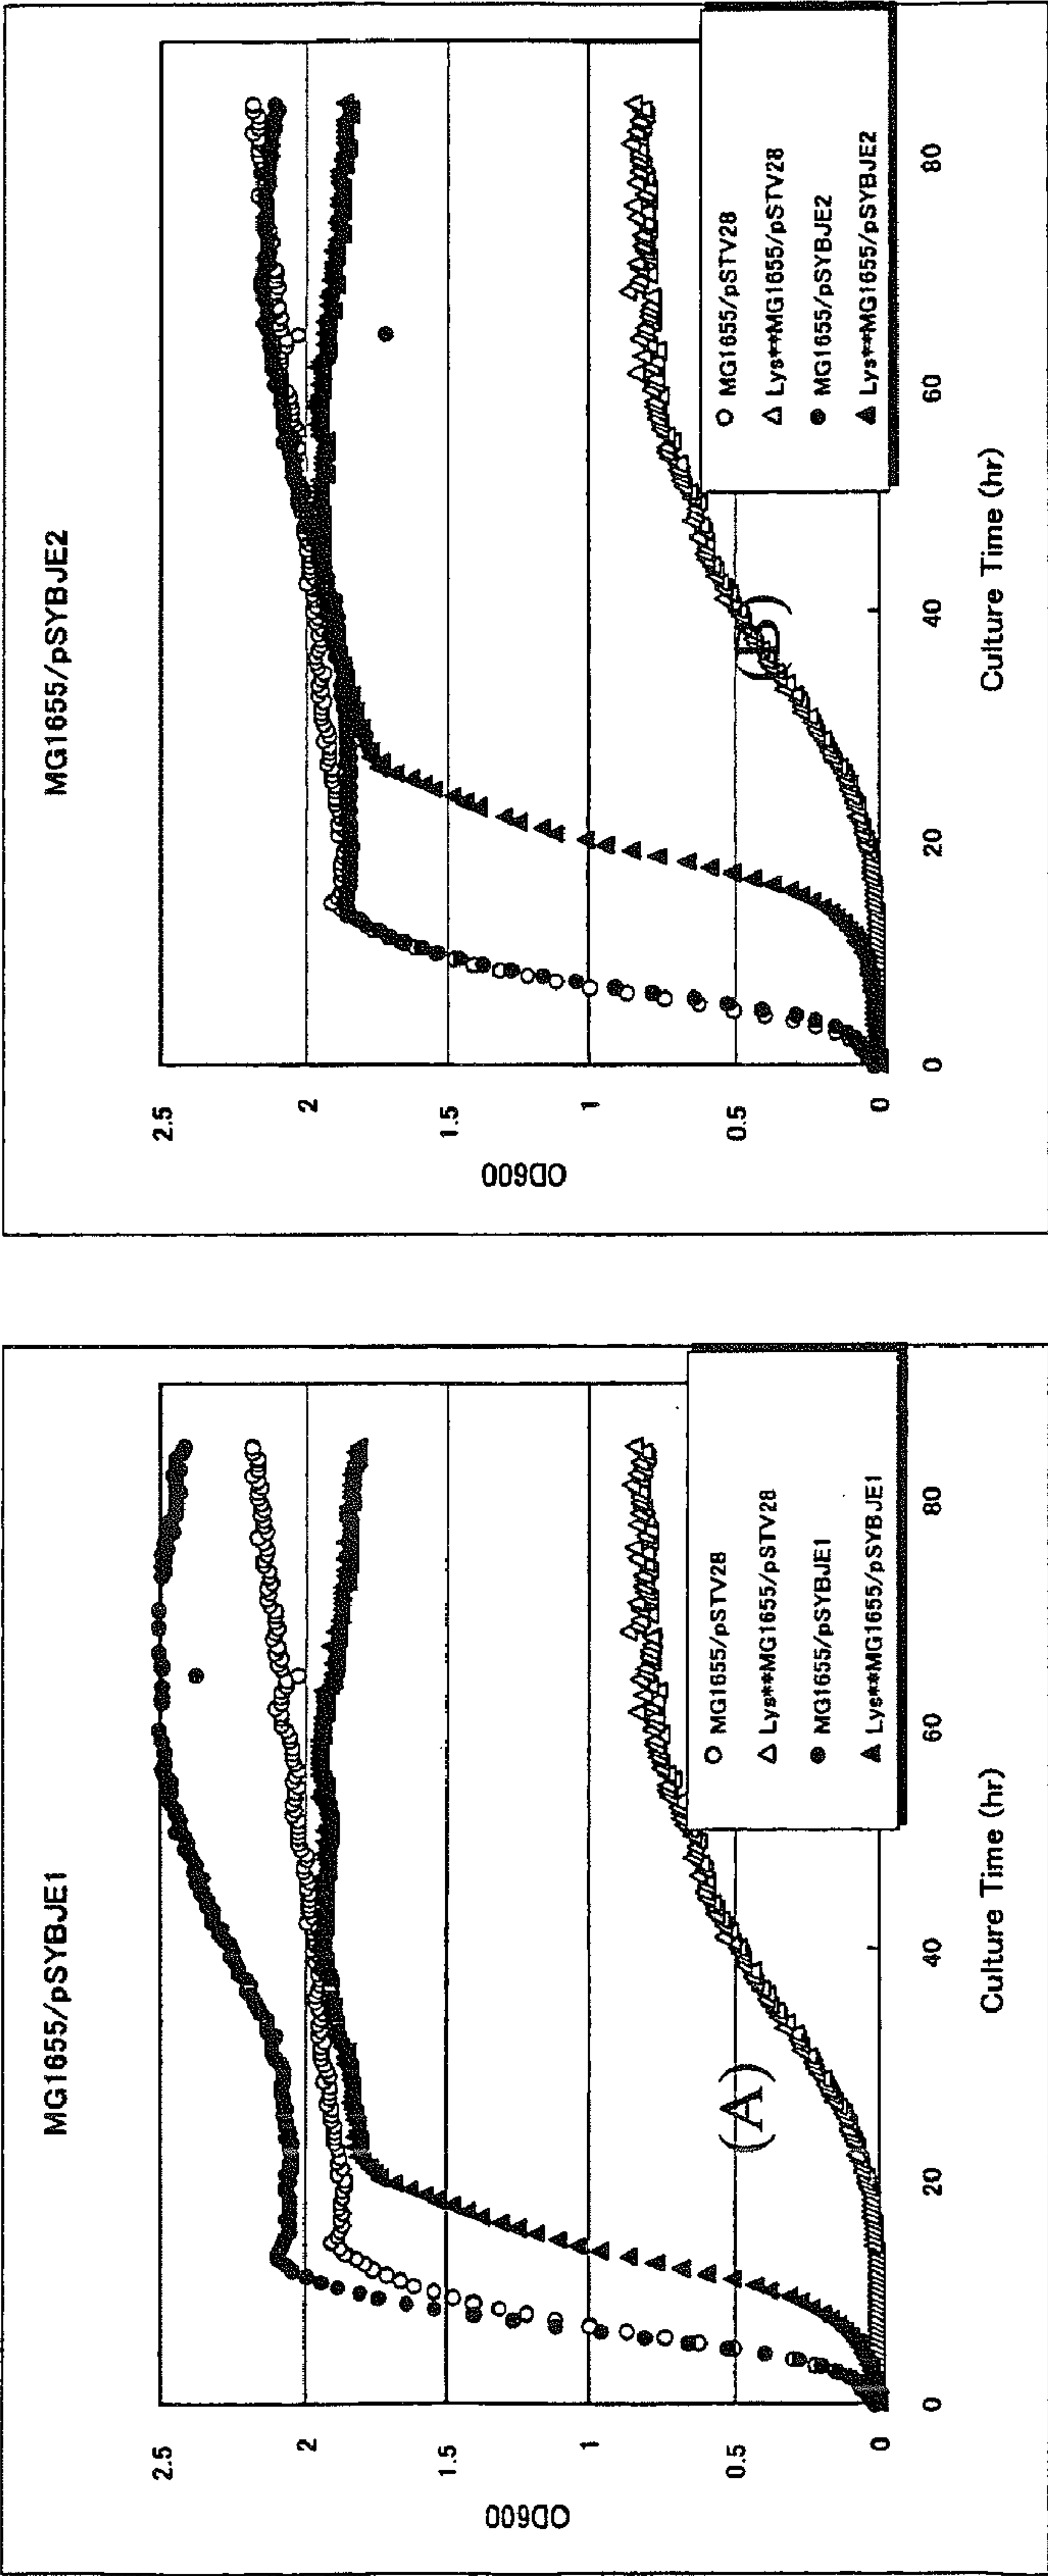 MG1655/pSYBJE1
OD600
2.5
2
1.5
1
0.5
0
0
20
40
60
80
Culture Time (hr)
(A)
○ MG1655/pSTV28
△ Lys**MG1655/pSTV28
● MG1655/pSYBJE1
▲ Lys**MG1655/pSYBJE1
MG1655/pSYBJE2
OD600
2.5
2
1.5
1
0.5
0
0
20
40
60
80
Culture Time (hr)
(B)
○ MG1655/pSTV28
△ Lys**MG1655/pSTV28
● MG1655/pSYBJE2
▲ Lys**MG1655/pSYBJE2